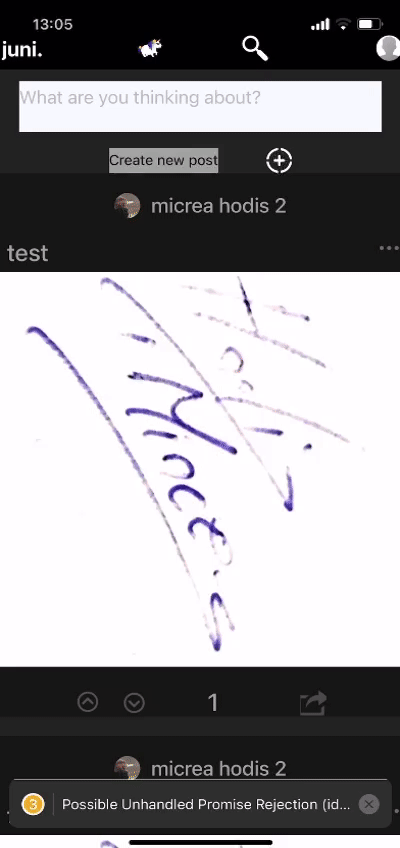 13:05
juni.
What are you thinking about?
Create new post
micrea hodis 2
test
1
micrea hodis 2
3 Possible Unhandled Promise Rejection (id...